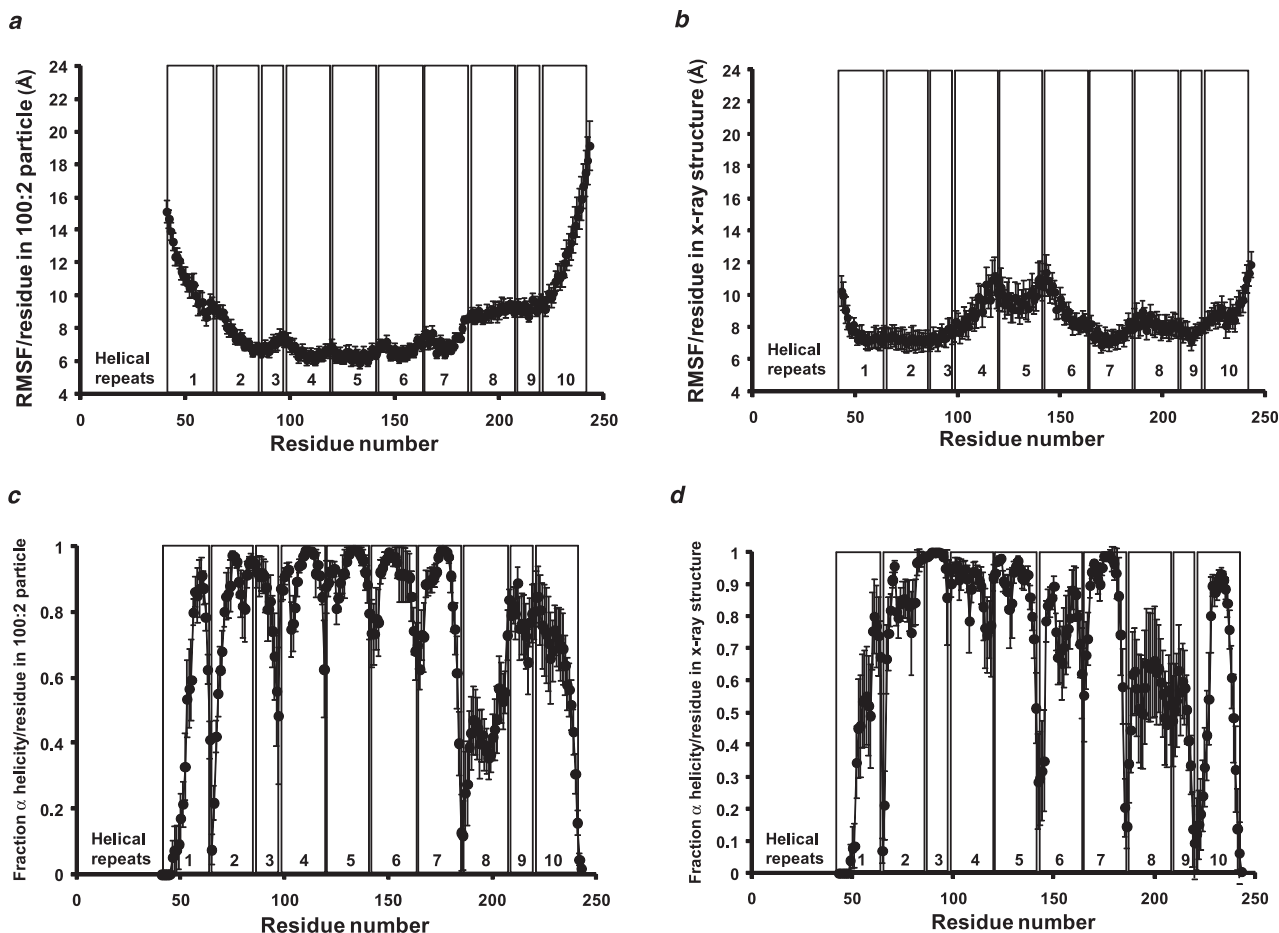 a
RMSF/residue in 100:2 particle (Å)
24
22
20
18
16
14
12
10
8
6
4
Helical
repeats
1 2 3 4 5 6 7 8 9 10
0 50 100 150 200 250
Residue number
b
RMSF/residue in x-ray structure (Å)
24
22
20
18
16
14
12
10
8
6
4
Helical
repeats
1 2 3 4 5 6 7 8 9 10
0 50 100 150 200 250
Residue number
c
Fraction α helicity/residue in 100:2 particle
1
0.8
0.6
0.4
0.2
0
Helical
repeats
1 2 3 4 5 6 7 8 9 10
0 50 100 150 200 250
Residue number
d
Fraction α helicity/residue in x-ray structure
1
0.9
0.8
0.7
0.6
0.5
0.4
0.3
0.2
0.1
0
Helical
repeats
1 2 3 4 5 6 7 8 9 10
0 50 100 150 200 250
Residue number